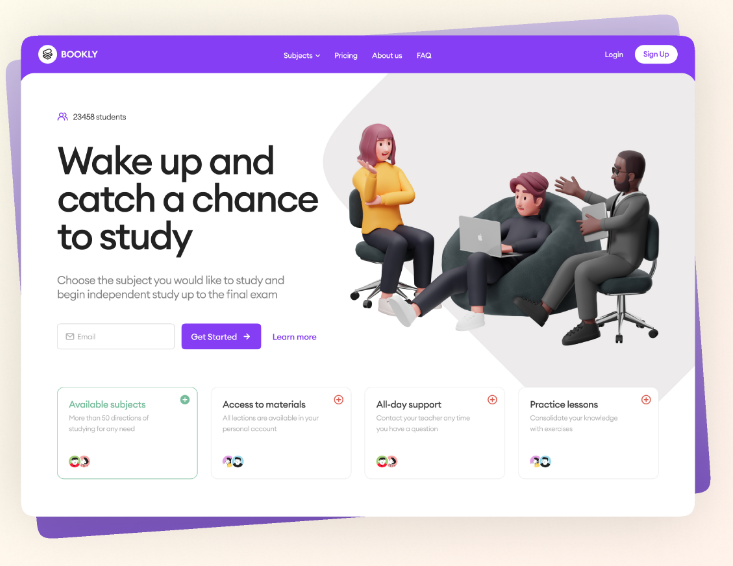 BOOKLY
Subjects
Pricing
About us
FAQ
Login
Sign Up
23458 students
Wake up and
catch a chance
to study
Choose the subject you would like to study and
begin independent study up to the final exam
Email
Get Started
Learn more
Available subjects
More than 50 directions of
studying for any need
Access to materials
All lections are available in your
personal account
All-day support
Contact your teacher any time
you have a question
Practice lessons
Consolidate your knowledge
with exercises